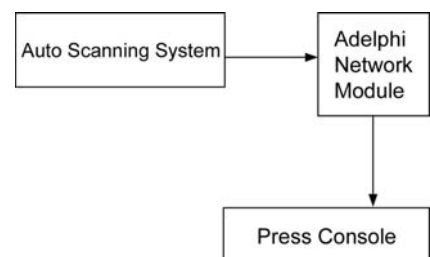 Auto Scanning System
Adelphi
Network
Module
Press Console